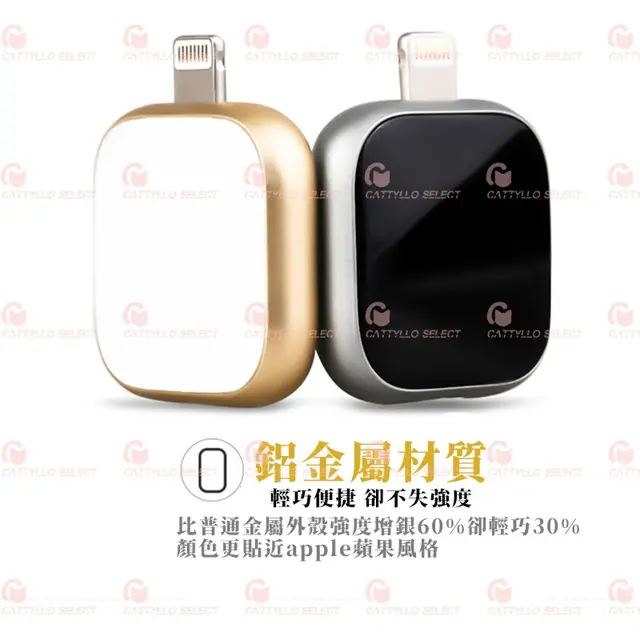 CATTYLLO SELECT
鋁金屬材質
輕巧便捷 卻不失強度
比普通金屬外殼強度增銀60%卻輕巧30%
顏色更貼近apple蘋果風格